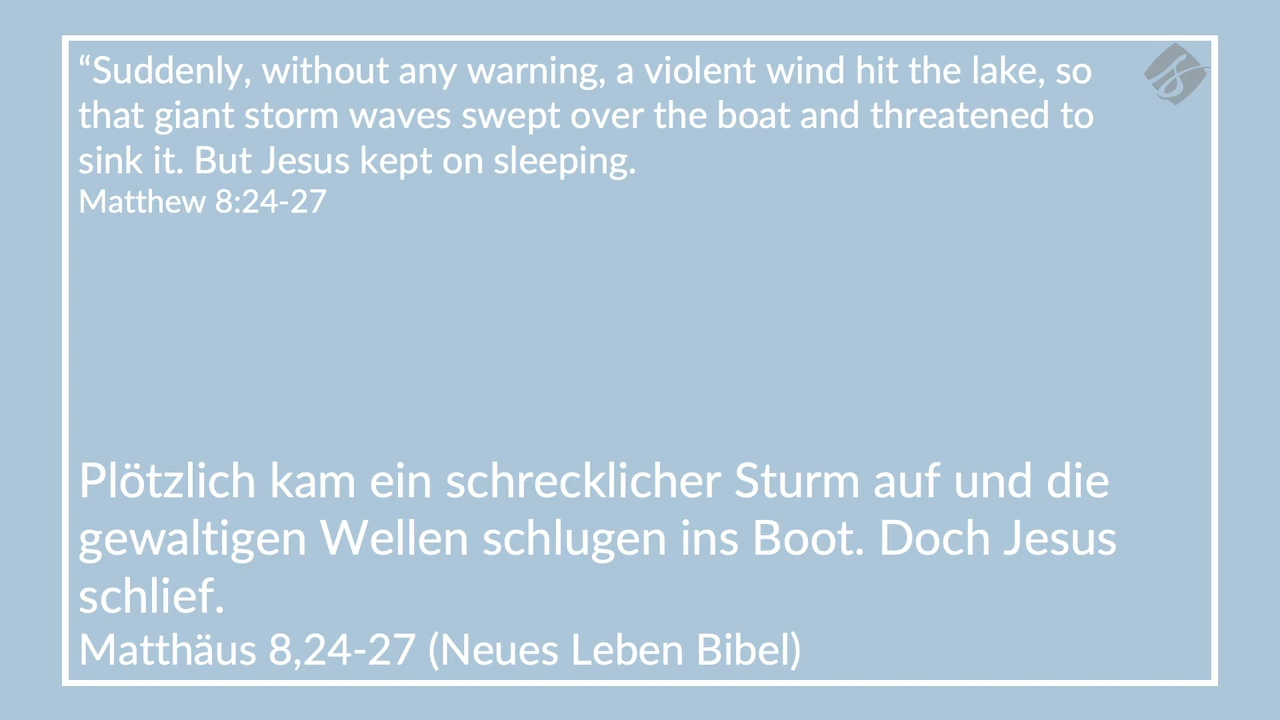 “Suddenly, without any warning, a violent wind hit the lake, so
that giant storm waves swept over the boat and threatened to
sink it. But Jesus kept on sleeping.
Matthew 8:24-27
Plötzlich kam ein schrecklicher Sturm auf und die
gewaltigen Wellen schlugen ins Boot. Doch Jesus
schlief.
Matthäus 8,24-27 (Neues Leben Bibel)